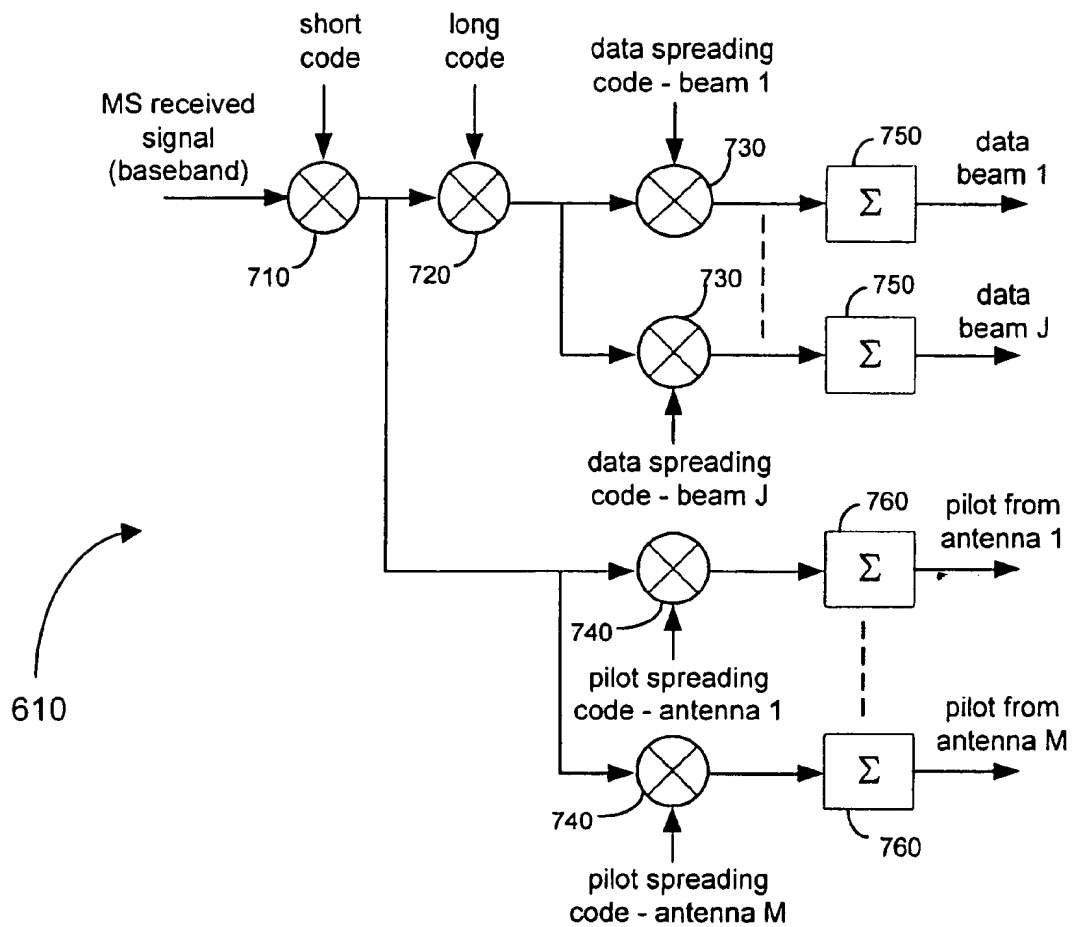 short
code
long
code
data spreading
code - beam 1
MS received
signal
(baseband)
730
750
data
beam 1
Σ
710
720
730
750
data
beam J
Σ
data spreading
code - beam J
760
pilot from
antenna 1
Σ
740
pilot spreading
code - antenna 1
610
pilot from
antenna M
Σ
740
760
pilot spreading
code - antenna M